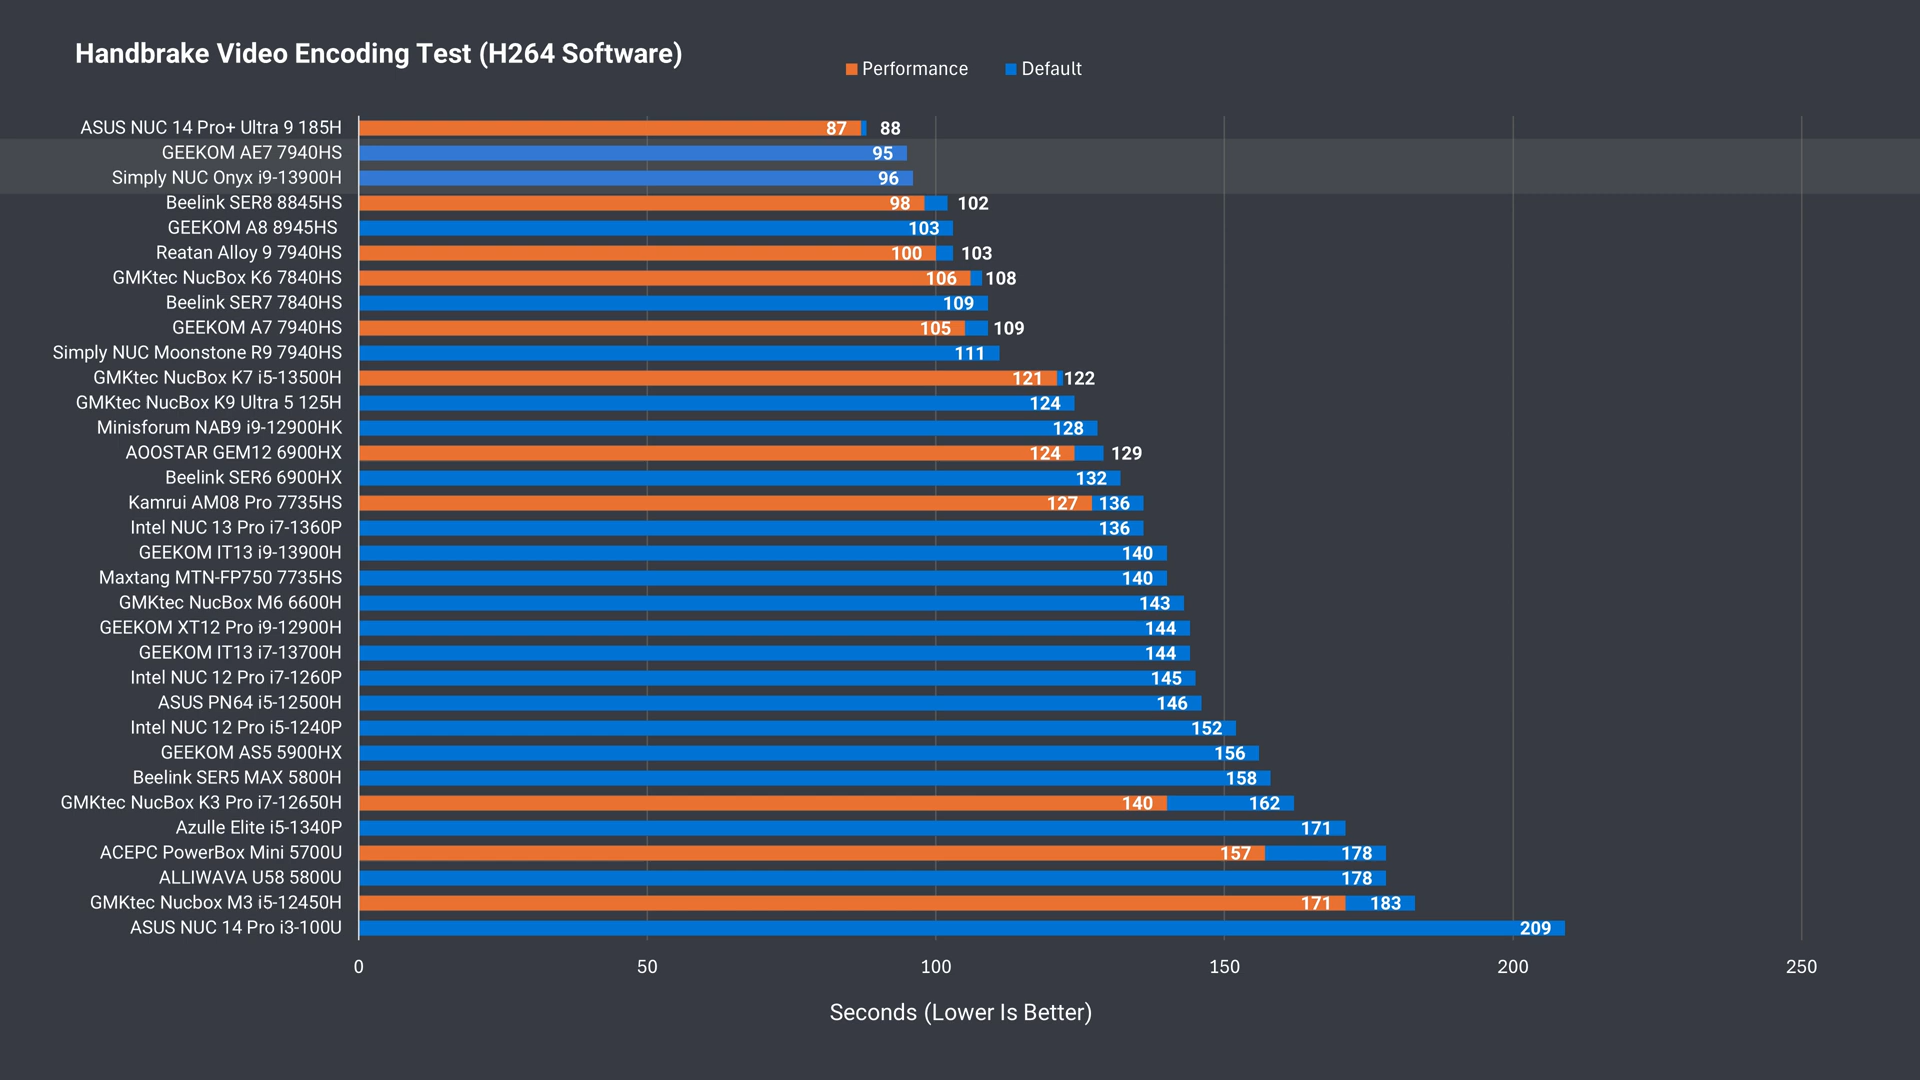 Handbrake Video Encoding Test (H264 Software)
Performance Default
ASUS NUC 14 Pro+ Ultra 9 185H 87 88
GEEKOM AE7 7940HS 95
Simply NUC Onyx i9-13900H 96
Beelink SER8 8845HS 98 102
GEEKOM A8 8945HS 103
Reatan Alloy 9 7940HS 100 103
GMKtec NucBox K6 7840HS 106 108
Beelink SER7 7840HS 109
GEEKOM A7 7940HS 105 109
Simply NUC Moonstone R9 7940HS 111
GMKtec NucBox K7 i5-13500H 121 122
GMKtec NucBox K9 Ultra 5 125H 124
Minisforum NAB9 i9-12900HK 128
AOOSTAR GEM12 6900HX 124 129
Beelink SER6 6900HX 132
Kamrui AM08 Pro 7735HS 127 136
Intel NUC 13 Pro i7-1360P 136
GEEKOM IT13 i9-13900H 140
Maxtang MTN-FP750 7735HS 140
GMKtec NucBox M6 6600H 143
GEEKOM XT12 Pro i9-12900H 144
GEEKOM IT13 i7-13700H 144
Intel NUC 12 Pro i7-1260P 145
ASUS PN64 i5-12500H 146
Intel NUC 12 Pro i5-1240P 152
GEEKOM AS5 5900HX 156
Beelink SER5 MAX 5800H 158
GMKtec NucBox K3 Pro i7-12650H 140 162
Azulle Elite i5-1340P 171
ACEPC PowerBox Mini 5700U 157 178
ALLIWAVA U58 5800U 178
GMKtec Nucbox M3 i5-12450H 171 183
ASUS NUC 14 Pro i3-100U 209
0 50 100 150 200 250
Seconds (Lower Is Better)